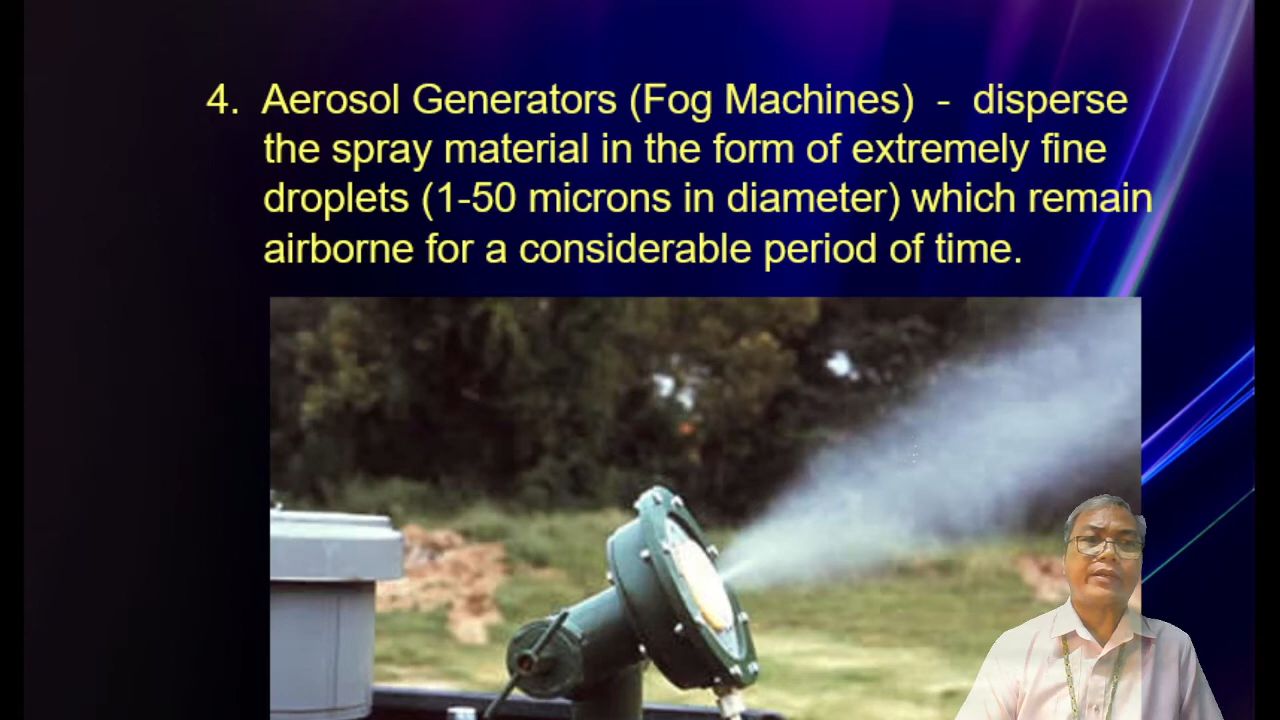 4. Aerosol Generators (Fog Machines) - disperse
the spray material in the form of extremely fine
droplets (1-50 microns in diameter) which remain
airborne for a considerable period of time.